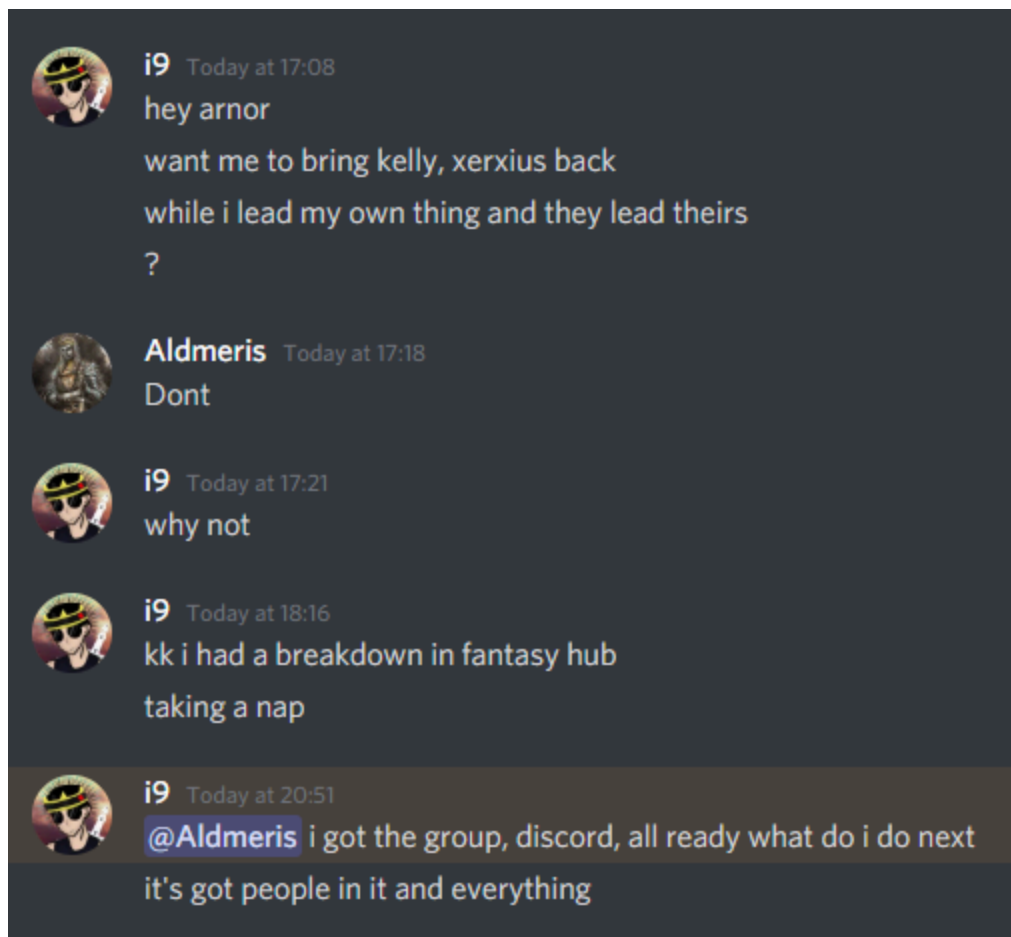 i9 Today at 17:08
hey arnor
want me to bring kelly, xerxius back
while i lead my own thing and they lead theirs
?
Aldmeris Today at 17:18
Dont
i9 Today at 17:21
why not
i9 Today at 18:16
kk i had a breakdown in fantasy hub
taking a nap
i9 Today at 20:51
@Aldmeris i got the group, discord, all ready what do i do next
it's got people in it and everything